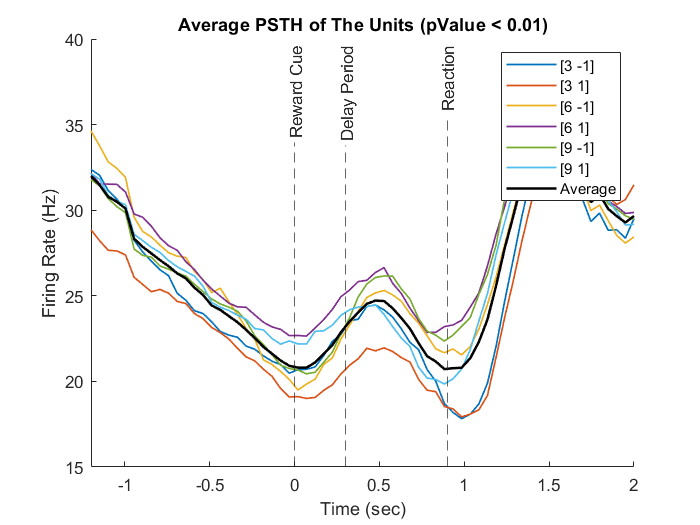 Average PSTH of The Units (pValue < 0.01)
40
35
30
25
20
15
Firing Rate (Hz)
Reward Cue
Delay Period
Reaction
[3 -1]
[3 1]
[6 -1]
[6 1]
[9 -1]
[9 1]
Average
-1
-0.5
0
0.5
1
1.5
2
Time (sec)